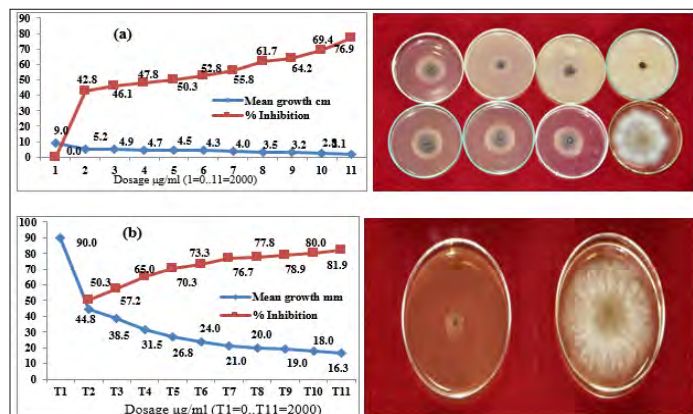 (a)
90
80
70
60
50
40
30
20
10
0
42.8 46.1 47.8 50.3 52.8 55.8 61.7 64.2 69.4 76.9
Mean growth cm
% Inhibition
9.0 0.0 5.2 4.9 4.7 4.5 4.3 4.0 3.5 3.2
1 2 3 4 5 6 7 8 9 10 11
Dosage µg/ml (1=0..11=2000)
(b)
100
90
80
70
60
50
40
30
20
10
0
90.0
50.3 57.2 65.0 70.3 73.3 76.7 77.8 78.9 80.0 81.9
Mean growth mm
% Inhibition
44.8 38.5 31.5 26.8 24.0 21.0 20.0 19.0 18.0 16.3
T1 T2 T3 T4 T5 T6 T7 T8 T9 T10 T11
Dosage µg/ml (T1=0..T11=2000)